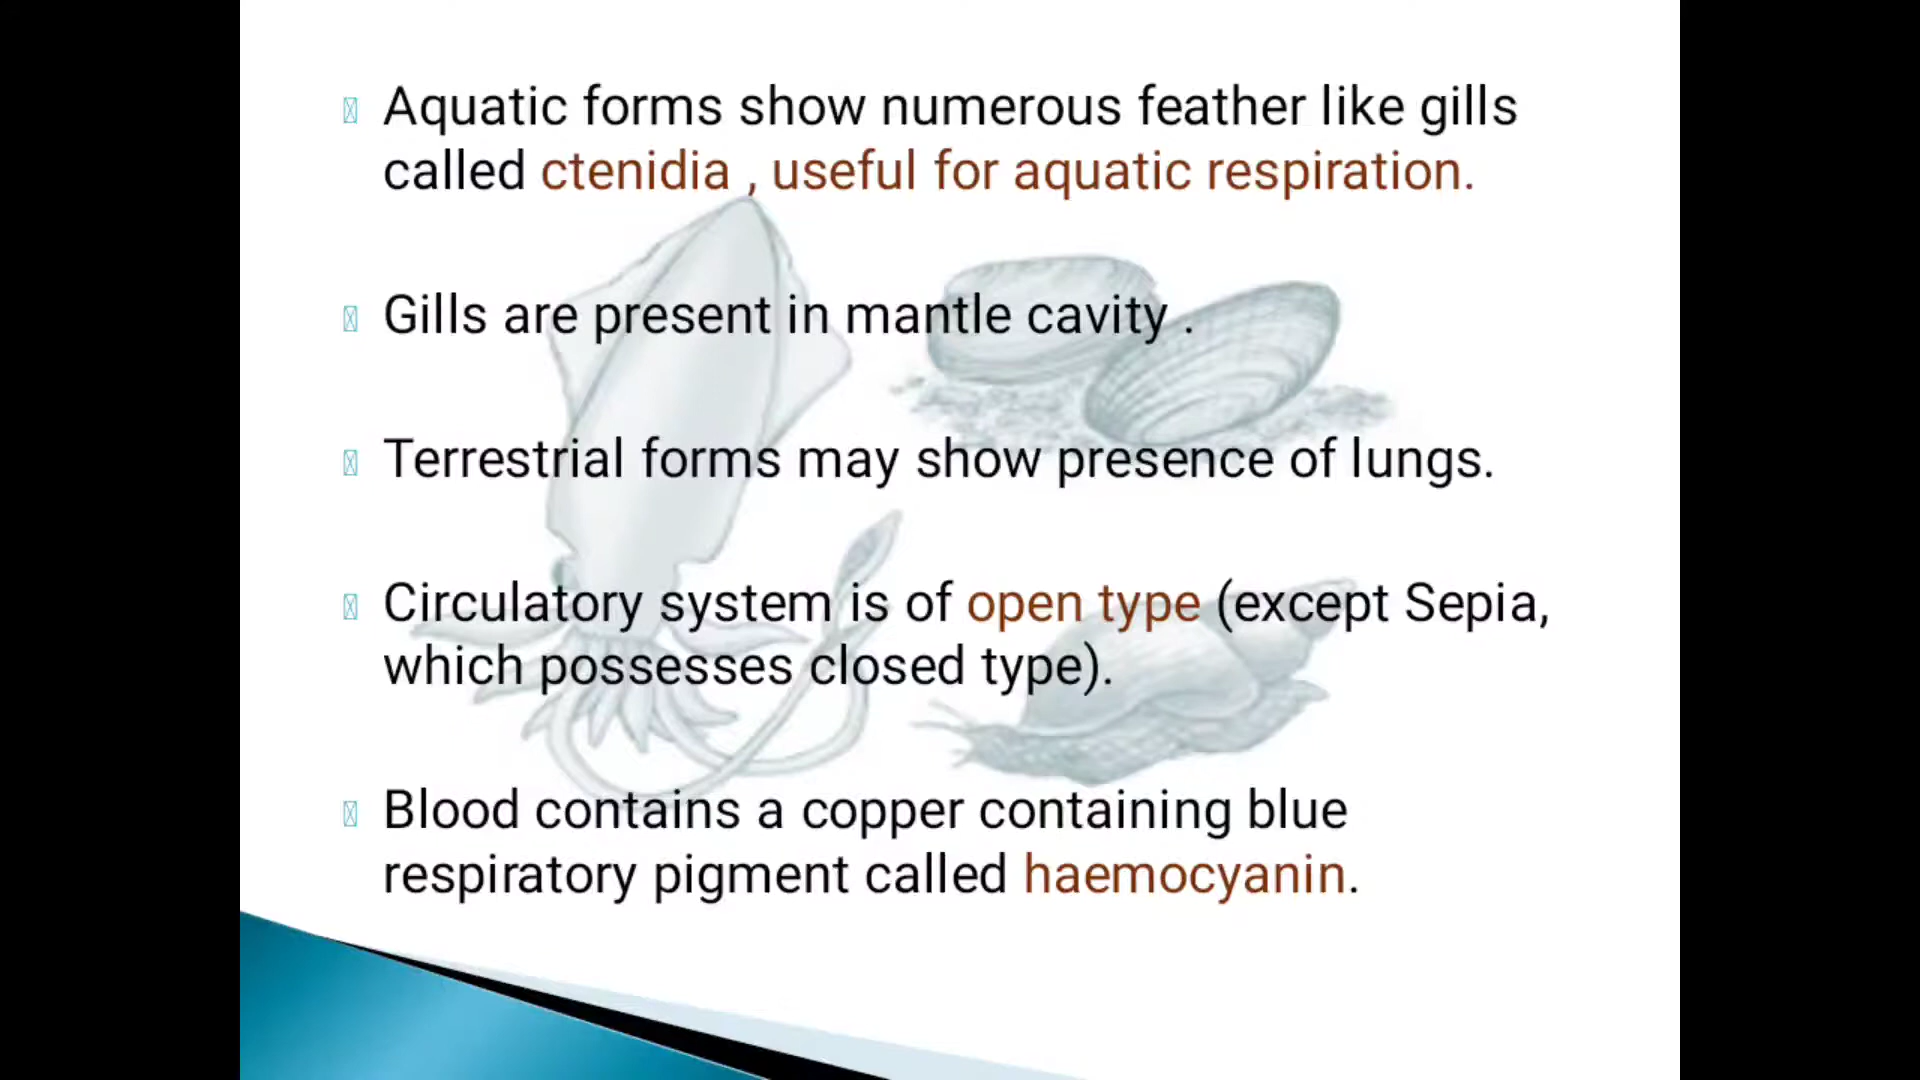 Aquatic forms show numerous feather like gills
called ctenidia , useful for aquatic respiration.
Gills are present in mantle cavity .
Terrestrial forms may show presence of lungs.
Circulatory system is of open type (except Sepia,
which possesses closed type).
Blood contains a copper containing blue
respiratory pigment called haemocyanin.